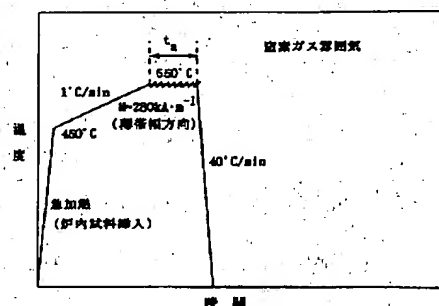 tₐ
窒素ガス雰囲気
550°C
1°C/min
H=280kA·m⁻¹
(薄帯幅方向)
450°C
温度
40°C/min
急加熱
(炉内試料挿入)
時間